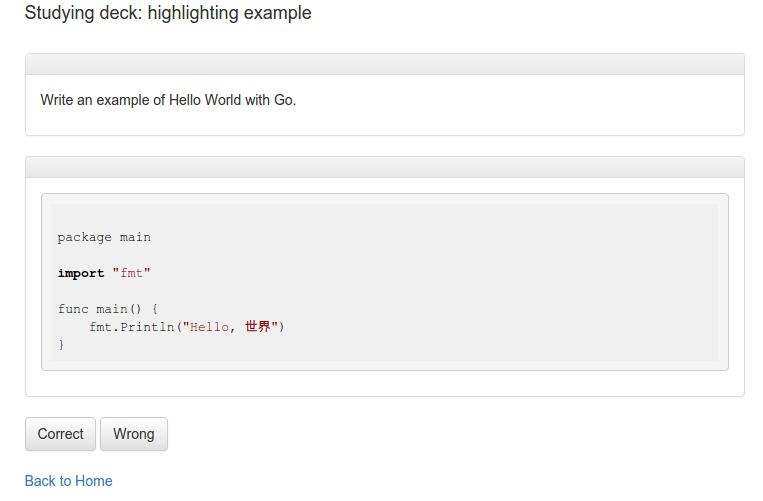 Studying deck: highlighting example
Write an example of Hello World with Go.
package main
import "fmt"
func main() {
    fmt.Println("Hello, 世界")
}
Correct
Wrong
Back to Home